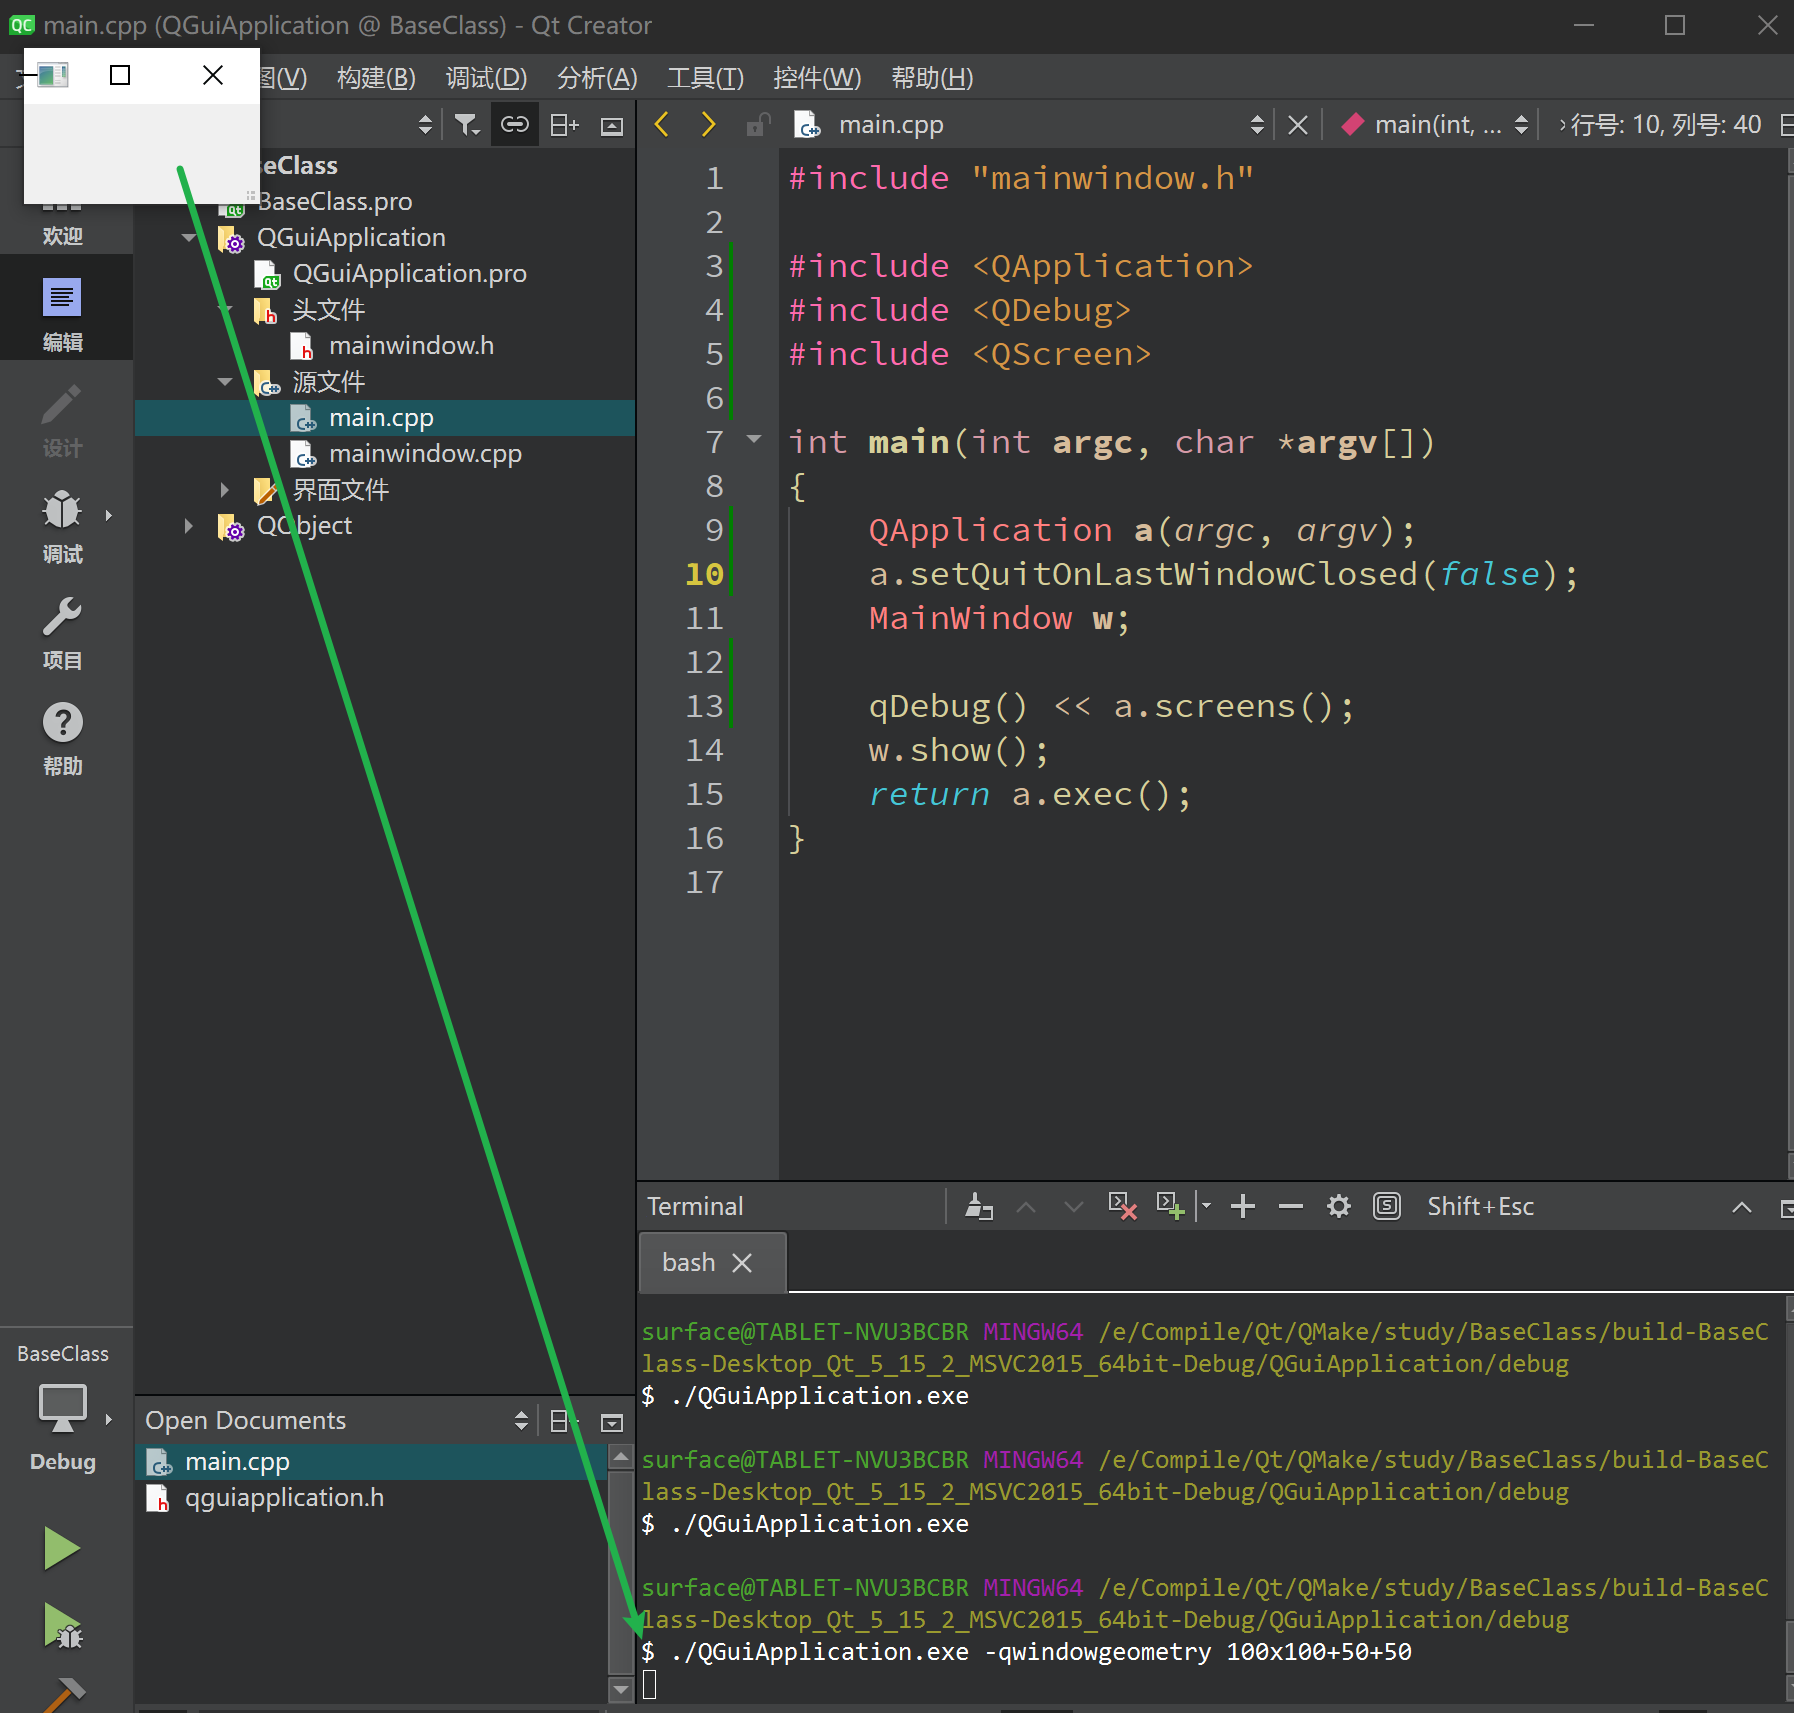 main.cpp (QGuiApplication @ BaseClass) - Qt Creator
图(V) 构建(B) 调试(D) 分析(A) 工具(T) 控件(W) 帮助(H)
main.cpp
main(int, ...
行号: 10, 列号: 40
seClass
BaseClass.pro
QGuiApplication
QGuiApplication.pro
头文件
mainwindow.h
源文件
main.cpp
mainwindow.cpp
界面文件
QObject
欢迎
编辑
设计
调试
项目
帮助
1 #include "mainwindow.h"
2
3 #include <QApplication>
4 #include <QDebug>
5 #include <QScreen>
6
7 int main(int argc, char *argv[])
8 {
9 QApplication a(argc, argv);
10 a.setQuitOnLastWindowClosed(false);
11 MainWindow w;
12
13 qDebug() << a.screens();
14 w.show();
15 return a.exec();
16 }
17
BaseClass
Debug
Open Documents
main.cpp
qguiapplication.h
Terminal
Shift+Esc
bash
surface@TABLET-NVU3BCBR MINGW64 /e/Compile/Qt/QMake/study/BaseClass/build-BaseC
lass-Desktop_Qt_5_15_2_MSVC2015_64bit-Debug/QGuiApplication/debug
$ ./QGuiApplication.exe
surface@TABLET-NVU3BCBR MINGW64 /e/Compile/Qt/QMake/study/BaseClass/build-BaseC
lass-Desktop_Qt_5_15_2_MSVC2015_64bit-Debug/QGuiApplication/debug
$ ./QGuiApplication.exe
surface@TABLET-NVU3BCBR MINGW64 /e/Compile/Qt/QMake/study/BaseClass/build-BaseC
lass-Desktop_Qt_5_15_2_MSVC2015_64bit-Debug/QGuiApplication/debug
$ ./QGuiApplication.exe -qwindowgeometry 100x100+50+50